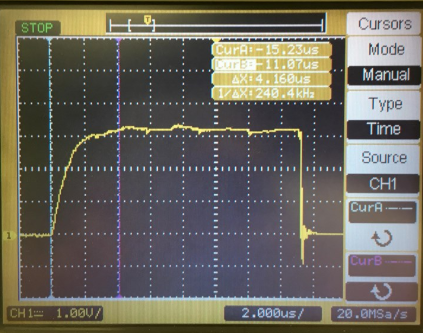 STOP
T
CurA:-15.23us
CurB:-11.07us
ΔX:4.160us
1/ΔX:240.4kHz
Cursors
Mode
Manual
Type
Time
Source
CH1
CurA
CurB
1
CH1 1.00V/
2.000us/
20.0MSa/s